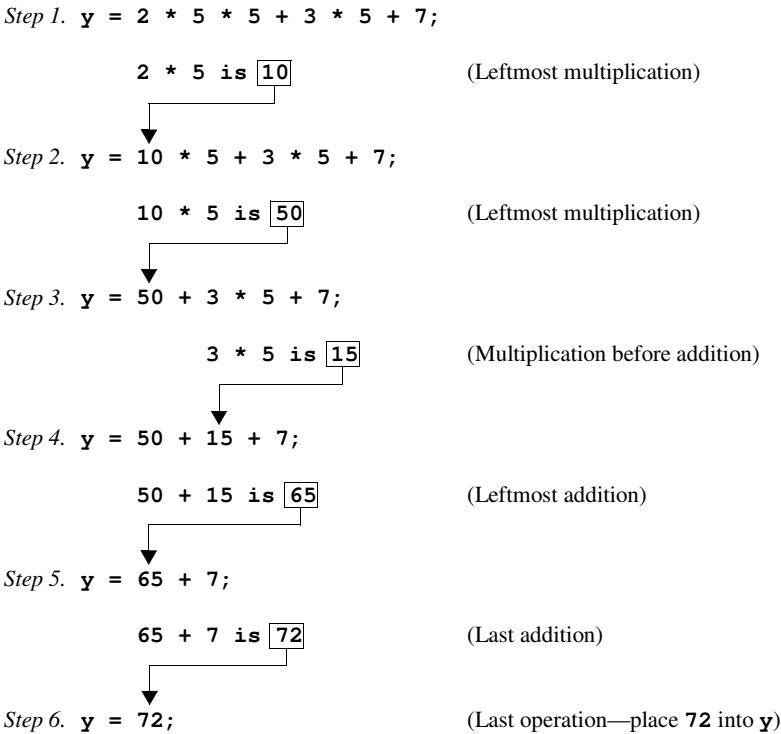 Step 1. y = 2 * 5 * 5 + 3 * 5 + 7;
2 * 5 is 10 (Leftmost multiplication)
Step 2. y = 10 * 5 + 3 * 5 + 7;
10 * 5 is 50 (Leftmost multiplication)
Step 3. y = 50 + 3 * 5 + 7;
3 * 5 is 15 (Multiplication before addition)
Step 4. y = 50 + 15 + 7;
50 + 15 is 65 (Leftmost addition)
Step 5. y = 65 + 7;
65 + 7 is 72 (Last addition)
Step 6. y = 72; (Last operation—place 72 into y)